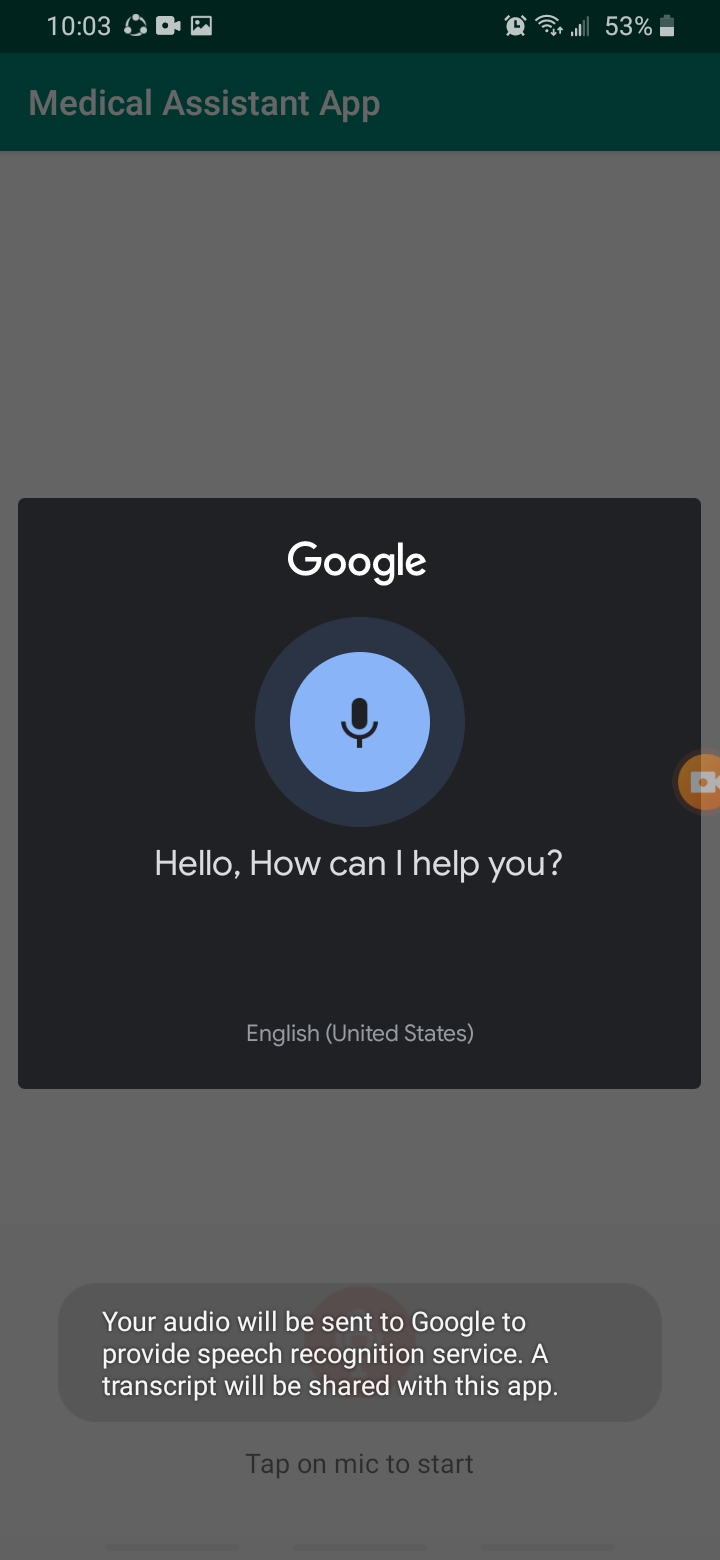 10:03 53%
Medical Assistant App
Google
Hello, How can I help you?
English (United States)
Your audio will be sent to Google to
provide speech recognition service. A
transcript will be shared with this app.
Tap on mic to start